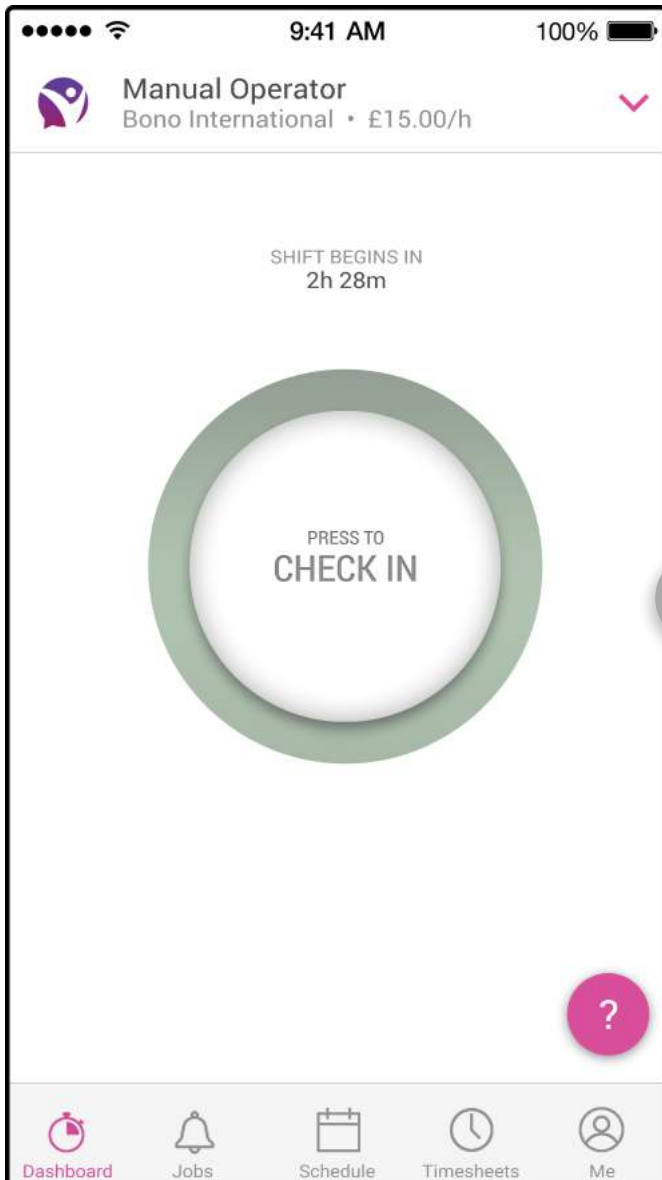 9:41 AM 100%
Manual Operator
Bono International • £15.00/h
SHIFT BEGINS IN
2h 28m
PRESS TO
CHECK IN
?
Dashboard Jobs Schedule Timesheets Me